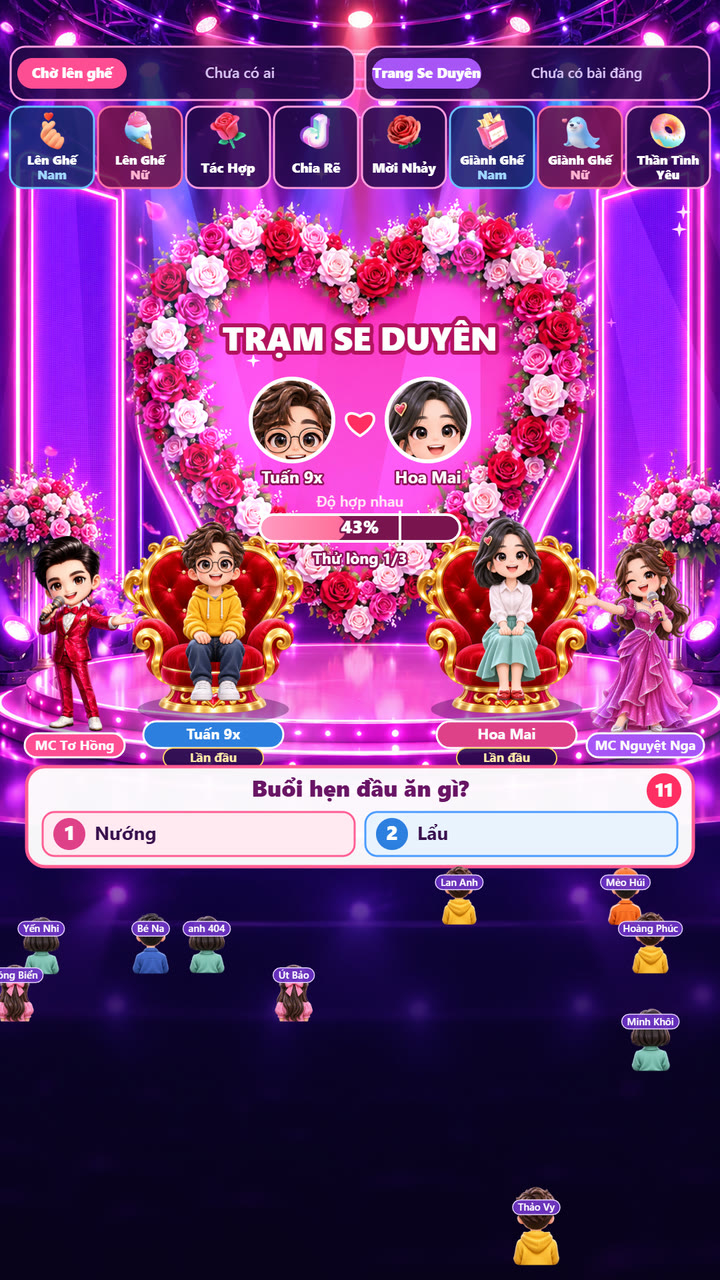 Chờ lên ghế
Chưa có ai
Trang Se Duyên
Chưa có bài đăng
Lên Ghế
Nam
Lên Ghế
Nữ
Tác Hợp
Chia Rẽ
Mời Nhảy
Giành Ghế
Nam
Giành Ghế
Nữ
Thần Tình
Yêu
TRẠM SE DUYÊN
Tuấn 9x
Hoa Mai
Độ hợp nhau
43%
Thử lòng 1/3
MC Tơ Hồng
Tuấn 9x
Lần đầu
Hoa Mai
Lần đầu
MC Nguyệt Nga
Buổi hẹn đầu ăn gì?
11
1 Nướng
2 Lẩu
Lan Anh
Mèo Húi
Yến Nhi
Bé Na
anh 404
Hoàng Phúc
Biển
Út Bảo
Minh Khôi
Thảo Vy